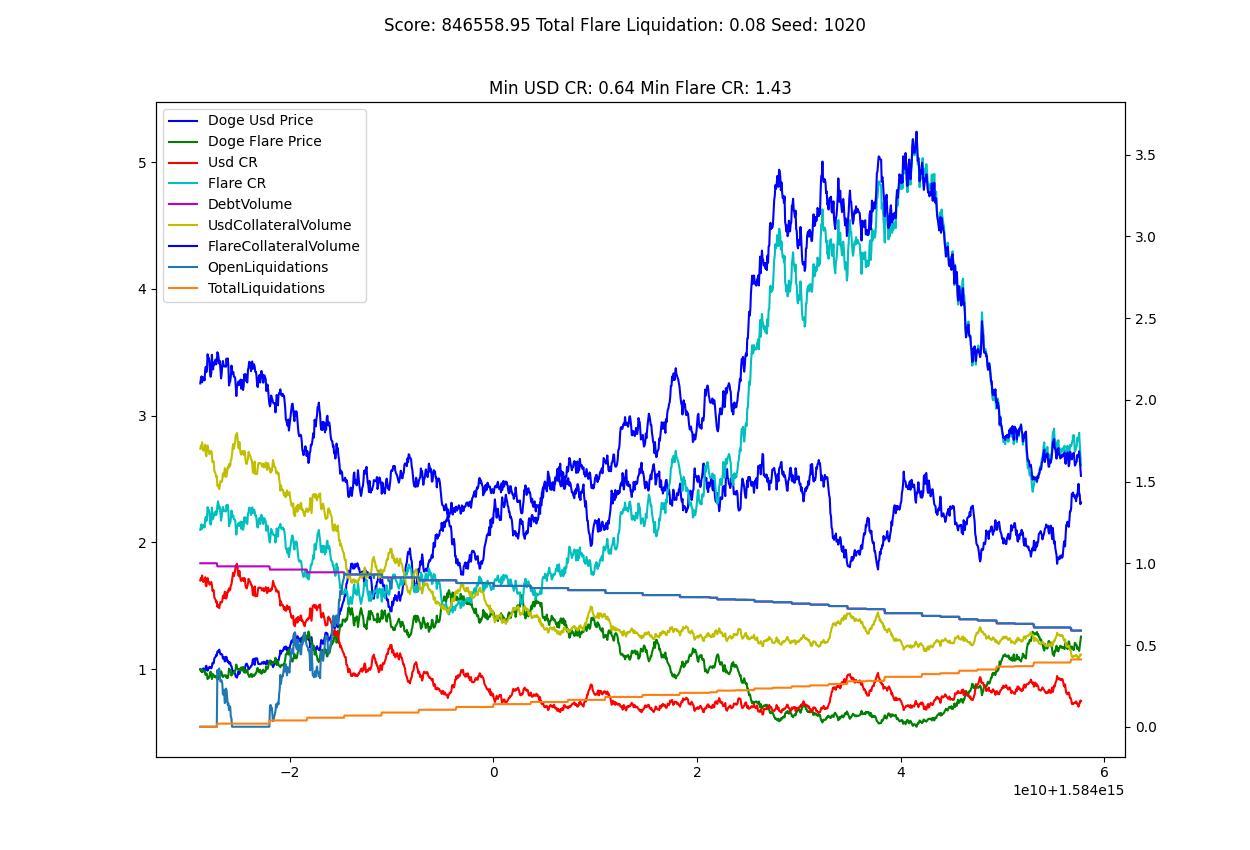 Score: 846558.95 Total Flare Liquidation: 0.08 Seed: 1020
Min USD CR: 0.64 Min Flare CR: 1.43
Doge Usd Price
Doge Flare Price
Usd CR
Flare CR
DebtVolume
UsdCollateralVolume
FlareCollateralVolume
OpenLiquidations
TotalLiquidations
5
4
3
2
1
3.5
3.0
2.5
2.0
1.5
1.0
0.5
0.0
−2 0 2 4 6
1e10+1.584e15